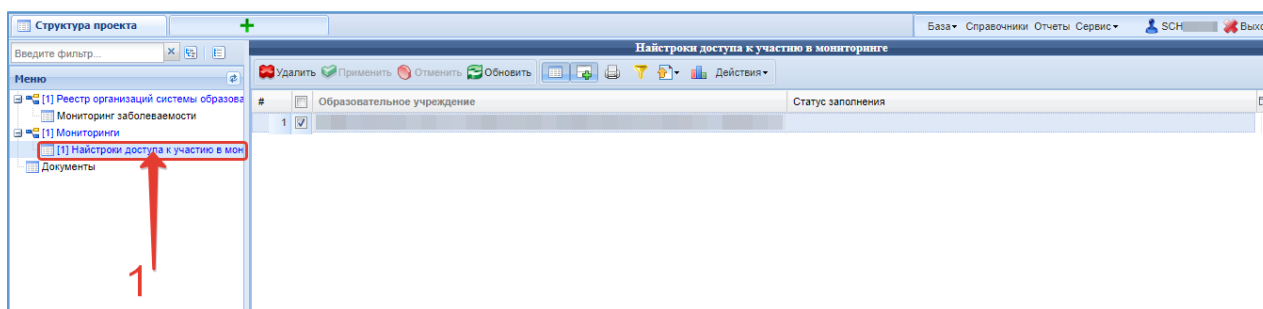 Структура проекта
База Справочники Отчеты Сервис SCH Выхо
Введите фильтр...
Найстроки доступа к участию в мониторинге
Меню
Удалить Применить Отменить Обновить Действия
[1] Реестр организаций системы образова
# Образовательное учреждение Статус заполнения
Мониторинг заболеваемости
1
[1] Мониторинги
[1] Найстроки доступа к участию в мон
Документы
1